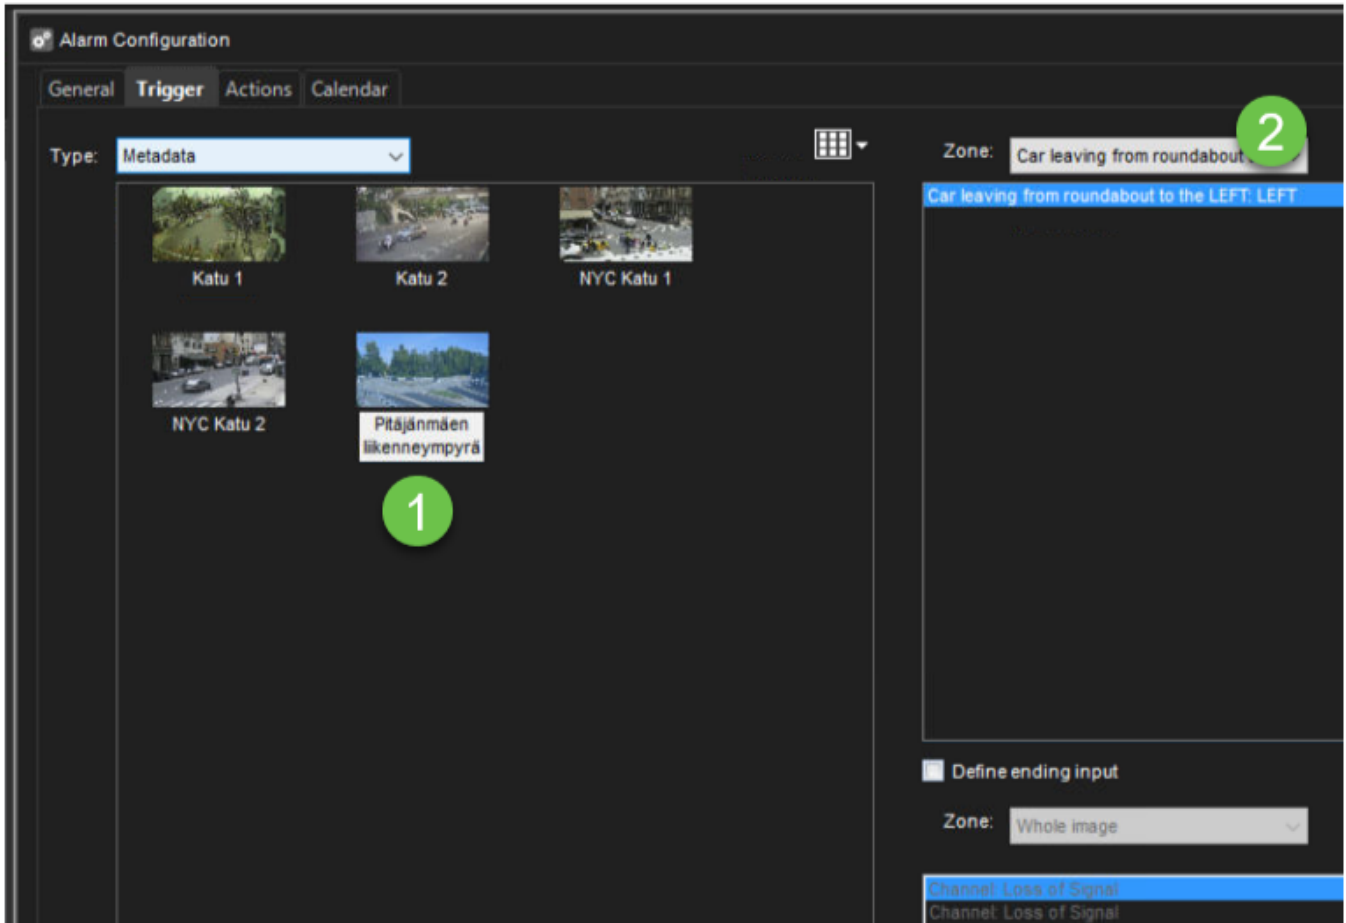 Alarm Configuration
General Trigger Actions Calendar
Type: Metadata
Zone: Car leaving from roundabout
2
Car leaving from roundabout to the LEFT: LEFT
Katu 1
Katu 2
NYC Katu 1
NYC Katu 2
Pitäjänmäen
liikenneympyrä
1
Define ending input
Zone: Whole image
Channel: Loss of Signal
Channel: Loss of Signal